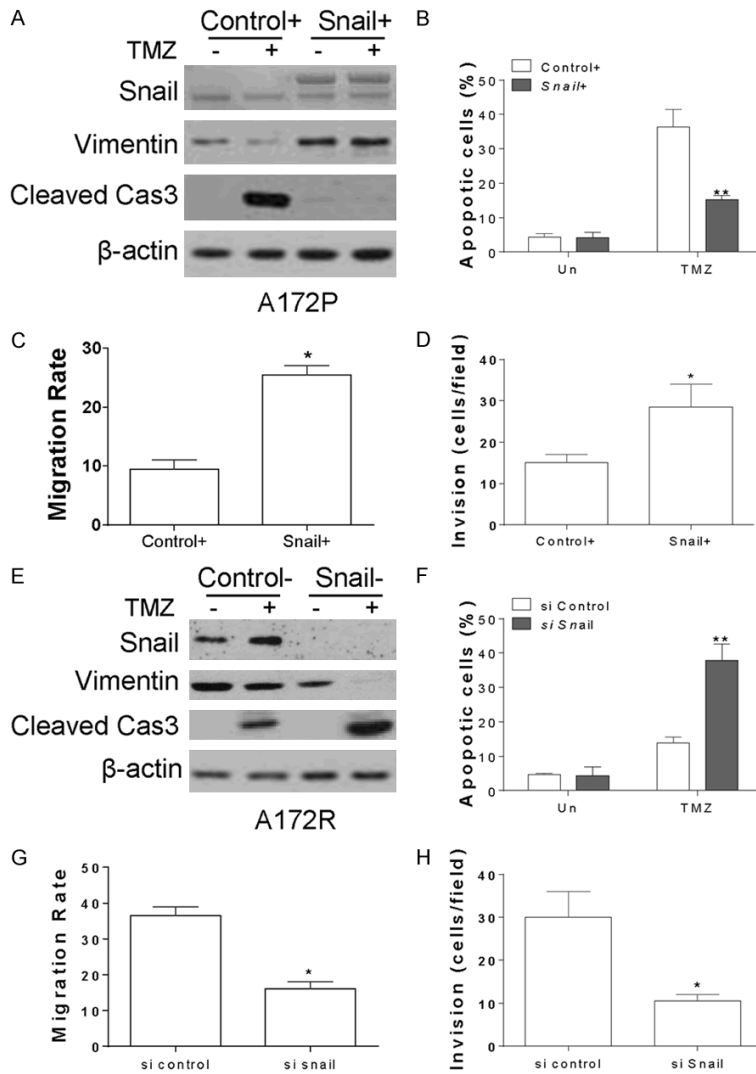 A
Control+ Snail+
TMZ - + - +
Snail
Vimentin
Cleaved Cas3
β-actin
A172P
B
Apopotic cells (%)
50
40
30
20
10
0
Control+
Snail+
**
Un TMZ
C
Migration Rate
30
20
10
0
*
Control+ Snail+
D
Invision (cells/field)
40
30
20
10
0
*
Control+ Snail+
E
Control- Snail-
TMZ - + - +
Snail
Vimentin
Cleaved Cas3
β-actin
A172R
F
Apopotic cells (%)
50
40
30
20
10
0
si Control
si Snail
**
Un TMZ
G
Migration Rate
50
40
30
20
10
0
*
si control si snail
H
Invision (cells/field)
40
30
20
10
0
*
si control si Snail